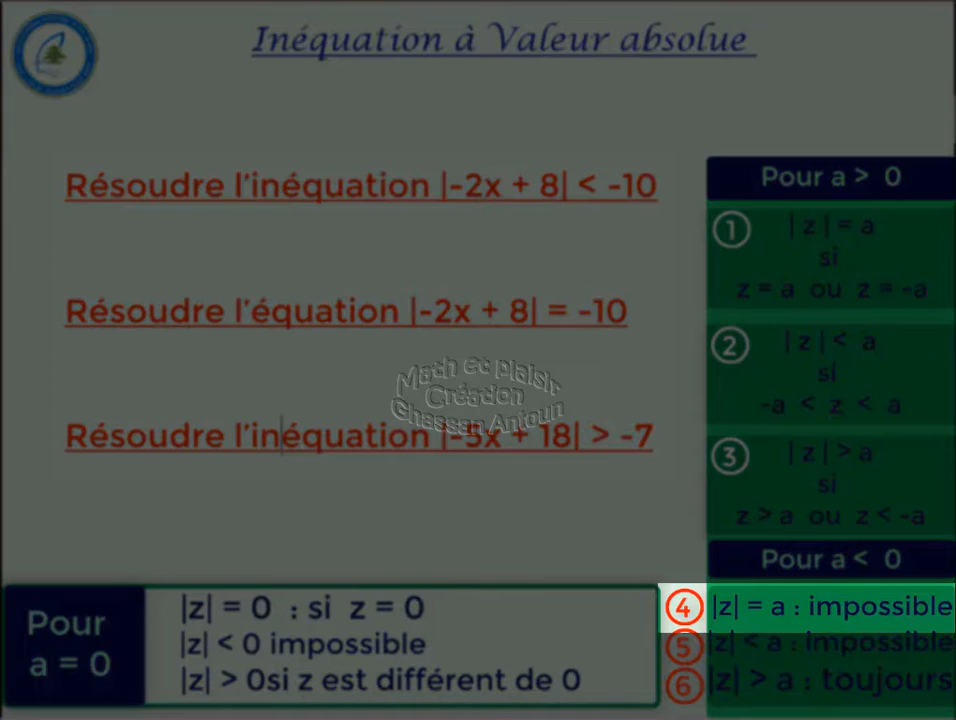 Inéquation à Valeur absolue
Résoudre l'inéquation |-2x + 8| < -10
Résoudre l'équation |-2x + 8| = -10
Math et plaisir
Création
Ghassan Antoun
Résoudre l'inéquation |-5x + 18| > -7
Pour a > 0
1 | z | = a
si
z = a ou z = -a
2 | z | < a
si
-a < z < a
3 | z | > a
si
z > a ou z < -a
Pour a < 0
4 |z| = a : impossible
5 |z| < a : impossible
6 |z| > a : toujours
Pour
a = 0
|z| = 0 : si z = 0
|z| < 0 impossible
|z| > 0si z est différent de 0